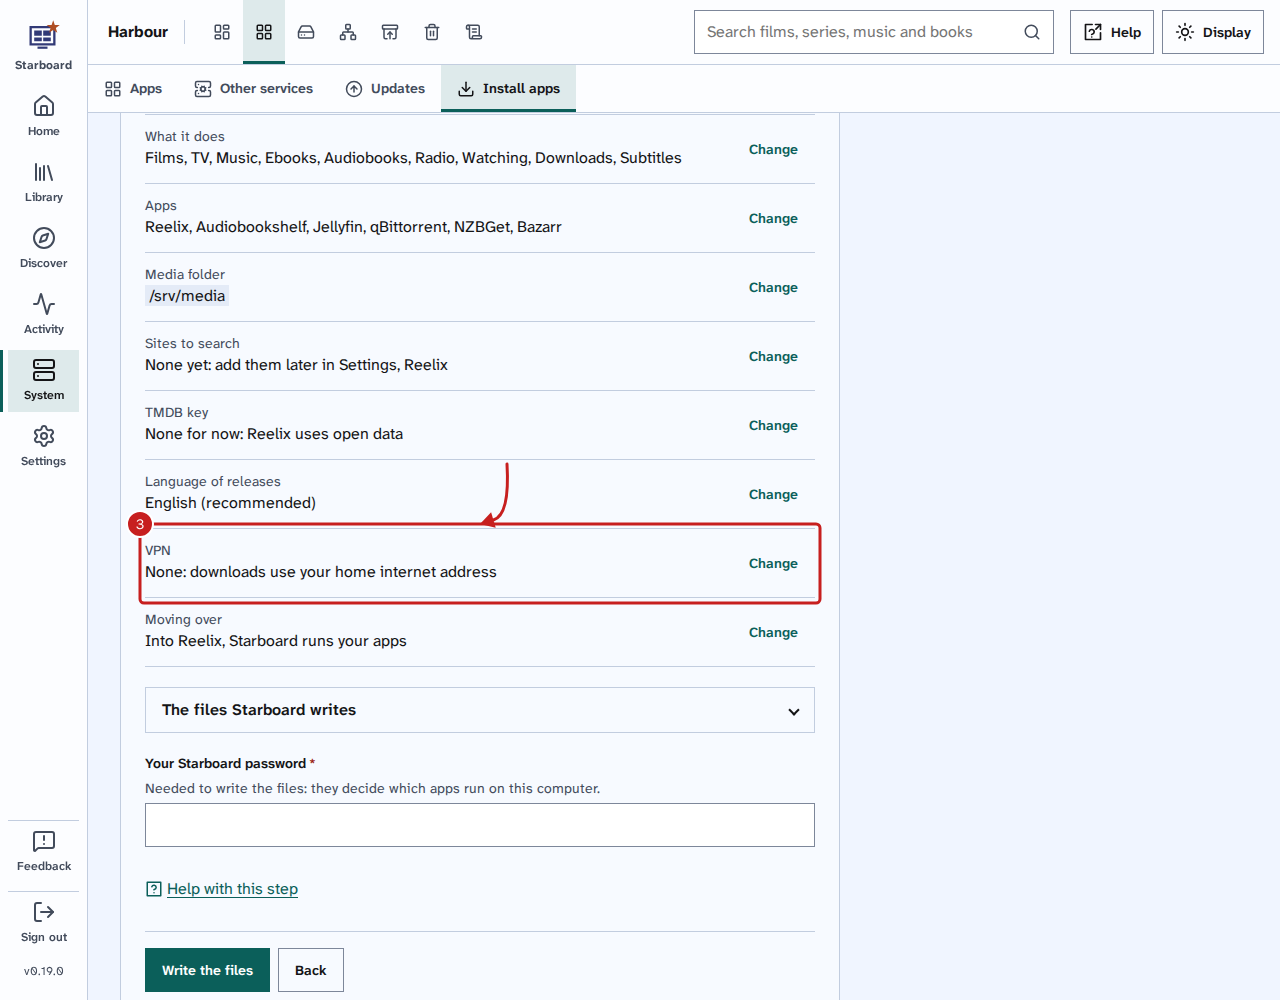 Starboard
Home
Library
Discover
Activity
System
Settings
Feedback
Sign out
v0.19.0
Harbour
Search films, series, music and books
Help
Display
Apps
Other services
Updates
Install apps
What it does
Films, TV, Music, Ebooks, Audiobooks, Radio, Watching, Downloads, Subtitles
Change
Apps
Reelix, Audiobookshelf, Jellyfin, qBittorrent, NZBGet, Bazarr
Change
Media folder
/srv/media
Change
Sites to search
None yet: add them later in Settings, Reelix
Change
TMDB key
None for now: Reelix uses open data
Change
Language of releases
English (recommended)
Change
3
VPN
None: downloads use your home internet address
Change
Moving over
Into Reelix, Starboard runs your apps
Change
The files Starboard writes
Your Starboard password *
Needed to write the files: they decide which apps run on this computer.
Help with this step
Write the files
Back